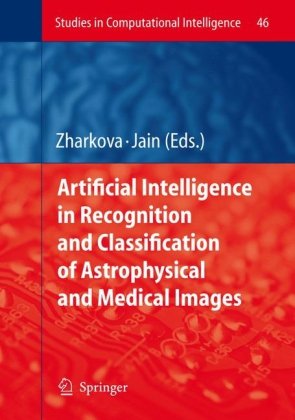 Studies in Computational Intelligence 46
Zharkova · Jain (Eds.)
Artificial Intelligence
in Recognition
and Classification
of Astrophysical
and Medical Images
Springer